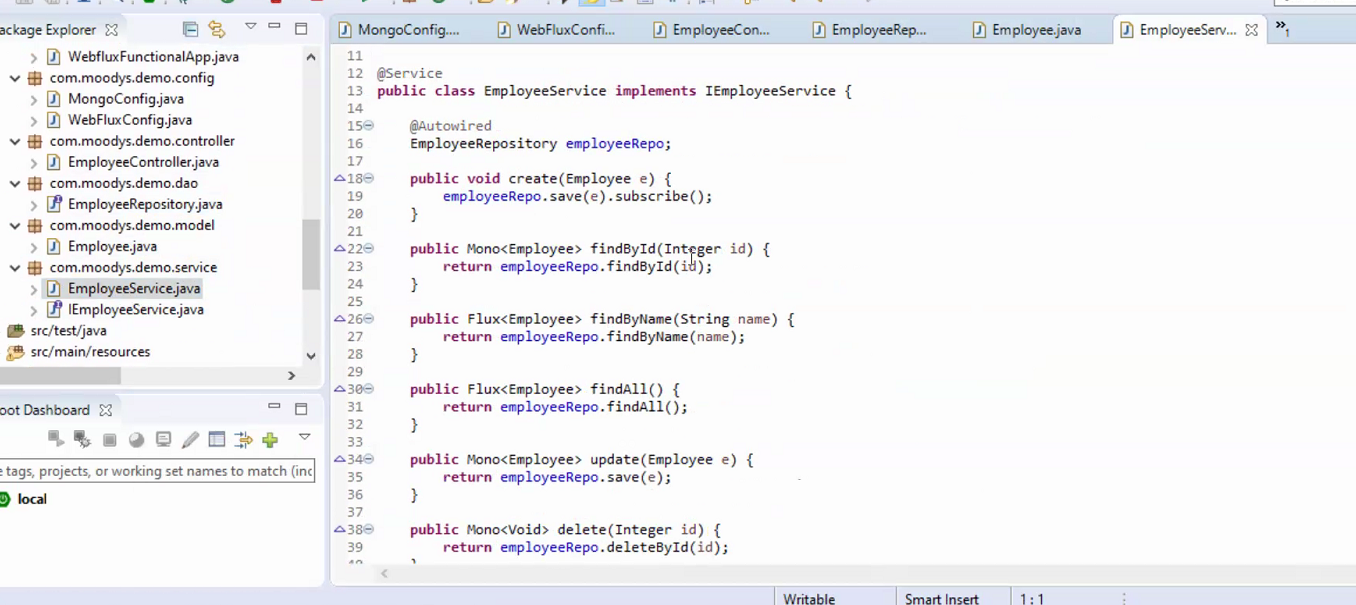 MongoConfig....
WebFluxConfi...
EmployeeCon...
EmployeeRep...
Employee.java
EmployeeServ...
»1
ackage Explorer
WebfluxFunctionalApp.java
com.moodys.demo.config
MongoConfig.java
WebFluxConfig.java
com.moodys.demo.controller
EmployeeController.java
com.moodys.demo.dao
EmployeeRepository.java
com.moodys.demo.model
Employee.java
com.moodys.demo.service
EmployeeService.java
IEmployeeService.java
src/test/java
src/main/resources
oot Dashboard
e tags, projects, or working set names to match (inc
local
11
12 @Service
13 public class EmployeeService implements IEmployeeService {
14
15 @Autowired
16 EmployeeRepository employeeRepo;
17
18 public void create(Employee e) {
19 employeeRepo.save(e).subscribe();
20 }
21
22 public Mono<Employee> findById(Integer id) {
23 return employeeRepo.findById(id);
24 }
25
26 public Flux<Employee> findByName(String name) {
27 return employeeRepo.findByName(name);
28 }
29
30 public Flux<Employee> findAll() {
31 return employeeRepo.findAll();
32 }
33
34 public Mono<Employee> update(Employee e) {
35 return employeeRepo.save(e);
36 }
37
38 public Mono<Void> delete(Integer id) {
39 return employeeRepo.deleteById(id);
Writable
Smart Insert
1 : 1